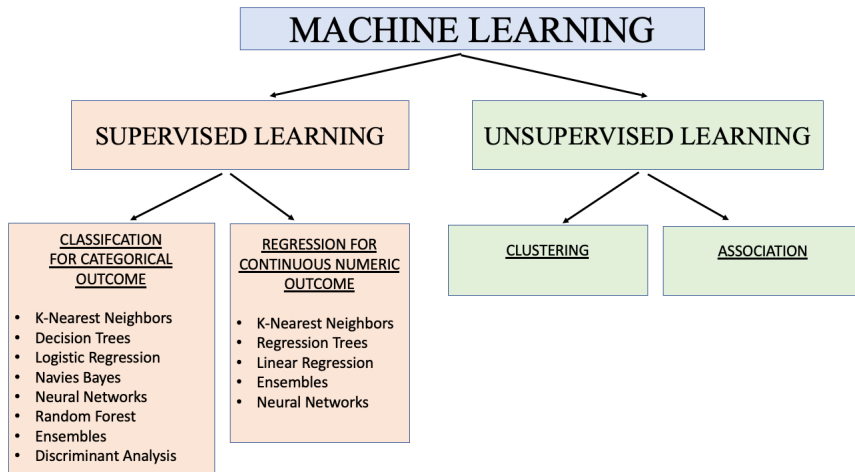 MACHINE LEARNING
SUPERVISED LEARNING
UNSUPERVISED LEARNING
CLASSIFCATION
FOR CATEGORICAL
OUTCOME
• K-Nearest Neighbors
• Decision Trees
• Logistic Regression
• Navies Bayes
• Neural Networks
• Random Forest
• Ensembles
• Discriminant Analysis
REGRESSION FOR
CONTINUOUS NUMERIC
OUTCOME
• K-Nearest Neighbors
• Regression Trees
• Linear Regression
• Ensembles
• Neural Networks
CLUSTERING
ASSOCIATION